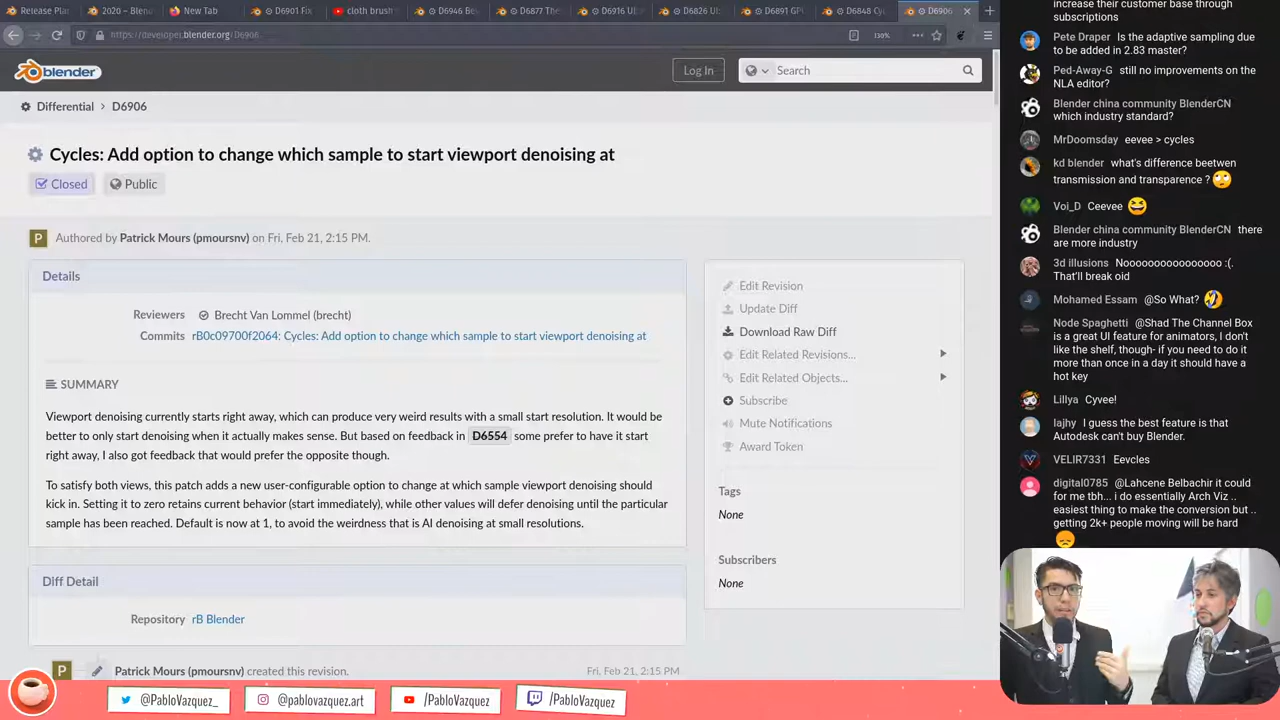 Release Plan
2020 – Blen
New Tab
D6901 Fix
cloth brush
D6946 Be
D6877 The
D6916 UI
D6826 Ub
D6891 GP
D6848 Cy
D6906
https://developer.blender.org/D6906
130%
blender
Log In
Search
Differential
D6906
Cycles: Add option to change which sample to start viewport denoising at
Closed
Public
P
Authored by Patrick Mours (pmoursnv) on Fri, Feb 21, 2:15 PM.
Details
Reviewers Brecht Van Lommel (brecht)
Commits rB0c09700f2064: Cycles: Add option to change which sample to start viewport denoising at
SUMMARY
Viewport denoising currently starts right away, which can produce very weird results with a small start resolution. It would be
better to only start denoising when it actually makes sense. But based on feedback in D6554 some prefer to have it start
right away, I also got feedback that would prefer the opposite though.
To satisfy both views, this patch adds a new user-configurable option to change at which sample viewport denoising should
kick in. Setting it to zero retains current behavior (start immediately), while other values will defer denoising until the particular
sample has been reached. Default is now at 1, to avoid the weirdness that is AI denoising at small resolutions.
Diff Detail
Repository rB Blender
P
Patrick Mours (pmoursnv) created this revision.
Fri, Feb 21, 2:15 PM
Edit Revision
Update Diff
Download Raw Diff
Edit Related Revisions...
Edit Related Objects...
Subscribe
Mute Notifications
Award Token
Tags
None
Subscribers
None
increase their customer base through
subscriptions
Pete Draper Is the adaptive sampling due
to be added in 2.83 master?
Ped-Away-G still no improvements on the
NLA editor?
Blender china community BlenderCN
which industry standard?
MrDoomsday eevee > cycles
kd blender what's difference beetwen
transmission and transparence ?
Voi_D Ceevee
Blender china community BlenderCN there
are more industry
3d illusions Nooooooooooooooo :(.
That'll break oid
Mohamed Essam @So What?
Node Spaghetti @Shad The Channel Box
is a great UI feature for animators, I don't
like the shelf, though- if you need to do it
more than once in a day it should have a
hot key
Lillya Cyvee!
lajhy I guess the best feature is that
Autodesk can't buy Blender.
VELIR7331 Eevcles
digital0785 @Lahcene Belbachir it could
for me tbh... i do essentially Arch Viz ..
easiest thing to make the conversion but ..
getting 2k+ people moving will be hard
@PabloVazquez_
@pablovazquez.art
/PabloVazquez
/PabloVazquez